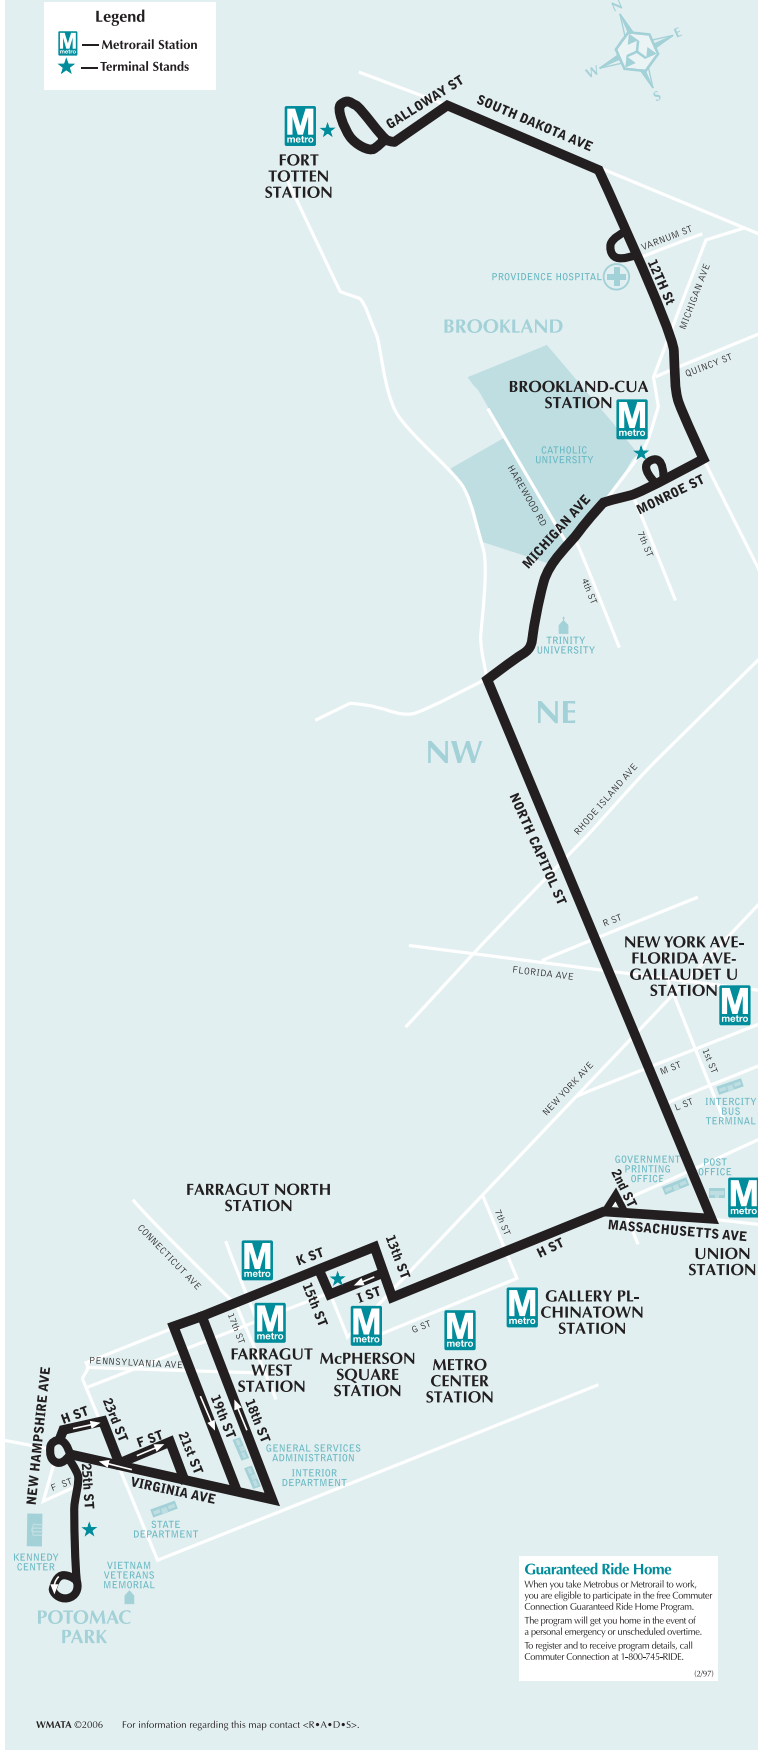 Legend
M metro — Metrorail Station
★ — Terminal Stands
N
E
W
S
GALLOWAY ST
SOUTH DAKOTA AVE
M
metro
FORT
TOTTEN
STATION
VARNUM ST
12TH St
MICHIGAN AVE
PROVIDENCE HOSPITAL
BROOKLAND
QUINCY ST
BROOKLAND-CUA
STATION
M
metro
CATHOLIC
UNIVERSITY
HAREWOOD RD
MONROE ST
MICHIGAN AVE
7th ST
4th ST
TRINITY
UNIVERSITY
NE
NW
RHODE ISLAND AVE
NORTH CAPITOL ST
R ST
NEW YORK AVE-
FLORIDA AVE-
GALLAUDET U
STATION
M
metro
FLORIDA AVE
NEW YORK AVE
M ST
1st ST
L ST
INTERCITY
BUS
TERMINAL
GOVERNMENT
PRINTING
OFFICE
POST
OFFICE
M
metro
2nd ST
MASSACHUSETTS AVE
UNION
STATION
FARRAGUT NORTH
STATION
M
metro
CONNECTICUT AVE
K ST
13th ST
7th ST
H ST
15th ST
I ST
17th ST
M
metro
FARRAGUT
WEST
STATION
M
metro
McPHERSON
SQUARE
STATION
G ST
M
metro
METRO
CENTER
STATION
M
metro
GALLERY PL-
CHINATOWN
STATION
PENNSYLVANIA AVE
NEW HAMPSHIRE AVE
H ST
23rd ST
F ST
21st ST
19th ST
18th ST
GENERAL SERVICES
ADMINISTRATION
INTERIOR
DEPARTMENT
F ST
25th ST
VIRGINIA AVE
STATE
DEPARTMENT
KENNEDY
CENTER
VIETNAM
VETERANS
MEMORIAL
POTOMAC
PARK
Guaranteed Ride Home
When you take Metrobus or Metrorail to work,
you are eligible to participate in the free Commuter
Connection Guaranteed Ride Home Program.
The program will get you home in the event of
a personal emergency or unscheduled overtime.
To register and to receive program details, call
Commuter Connection at 1-800-745-RIDE.
(2/97)
WMATA ©2006 For information regarding this map contact <R•A•D•S>.